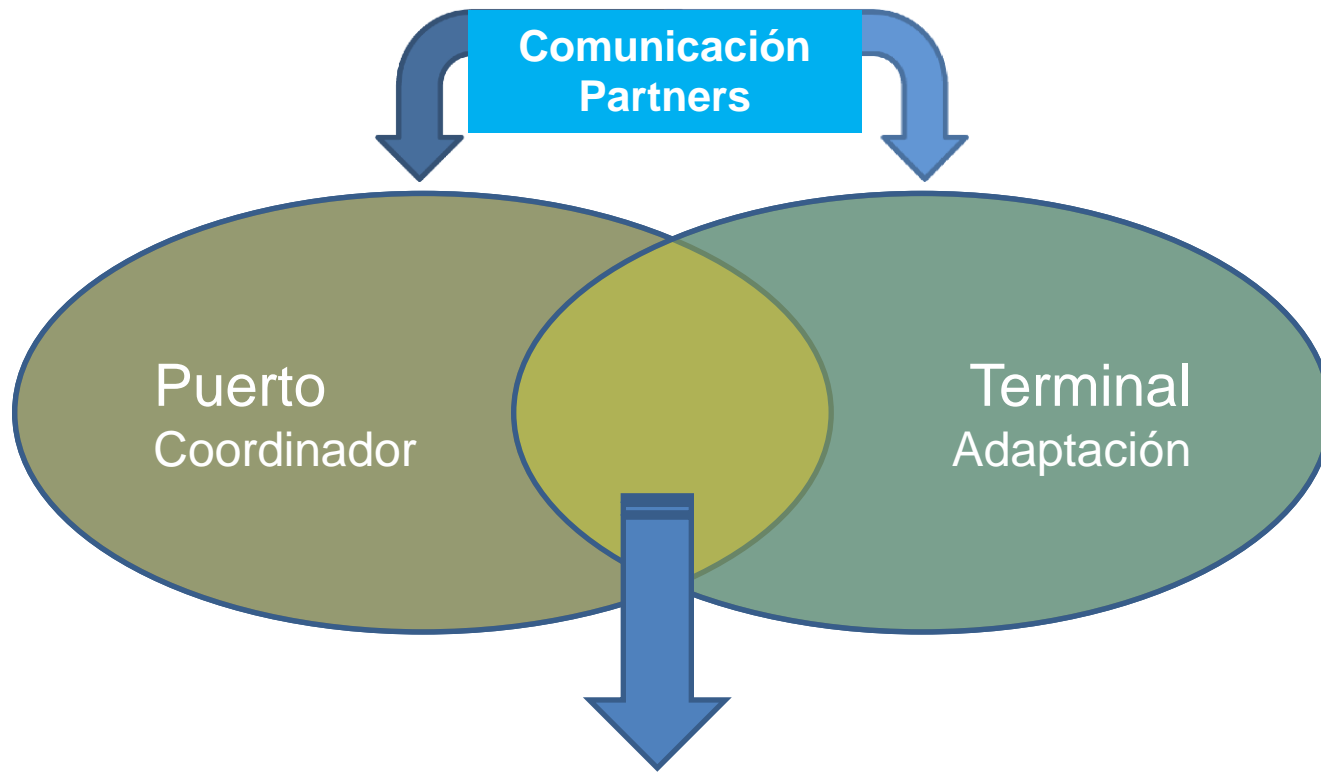 Comunicación
Partners
Puerto
Coordinador
Terminal
Adaptación